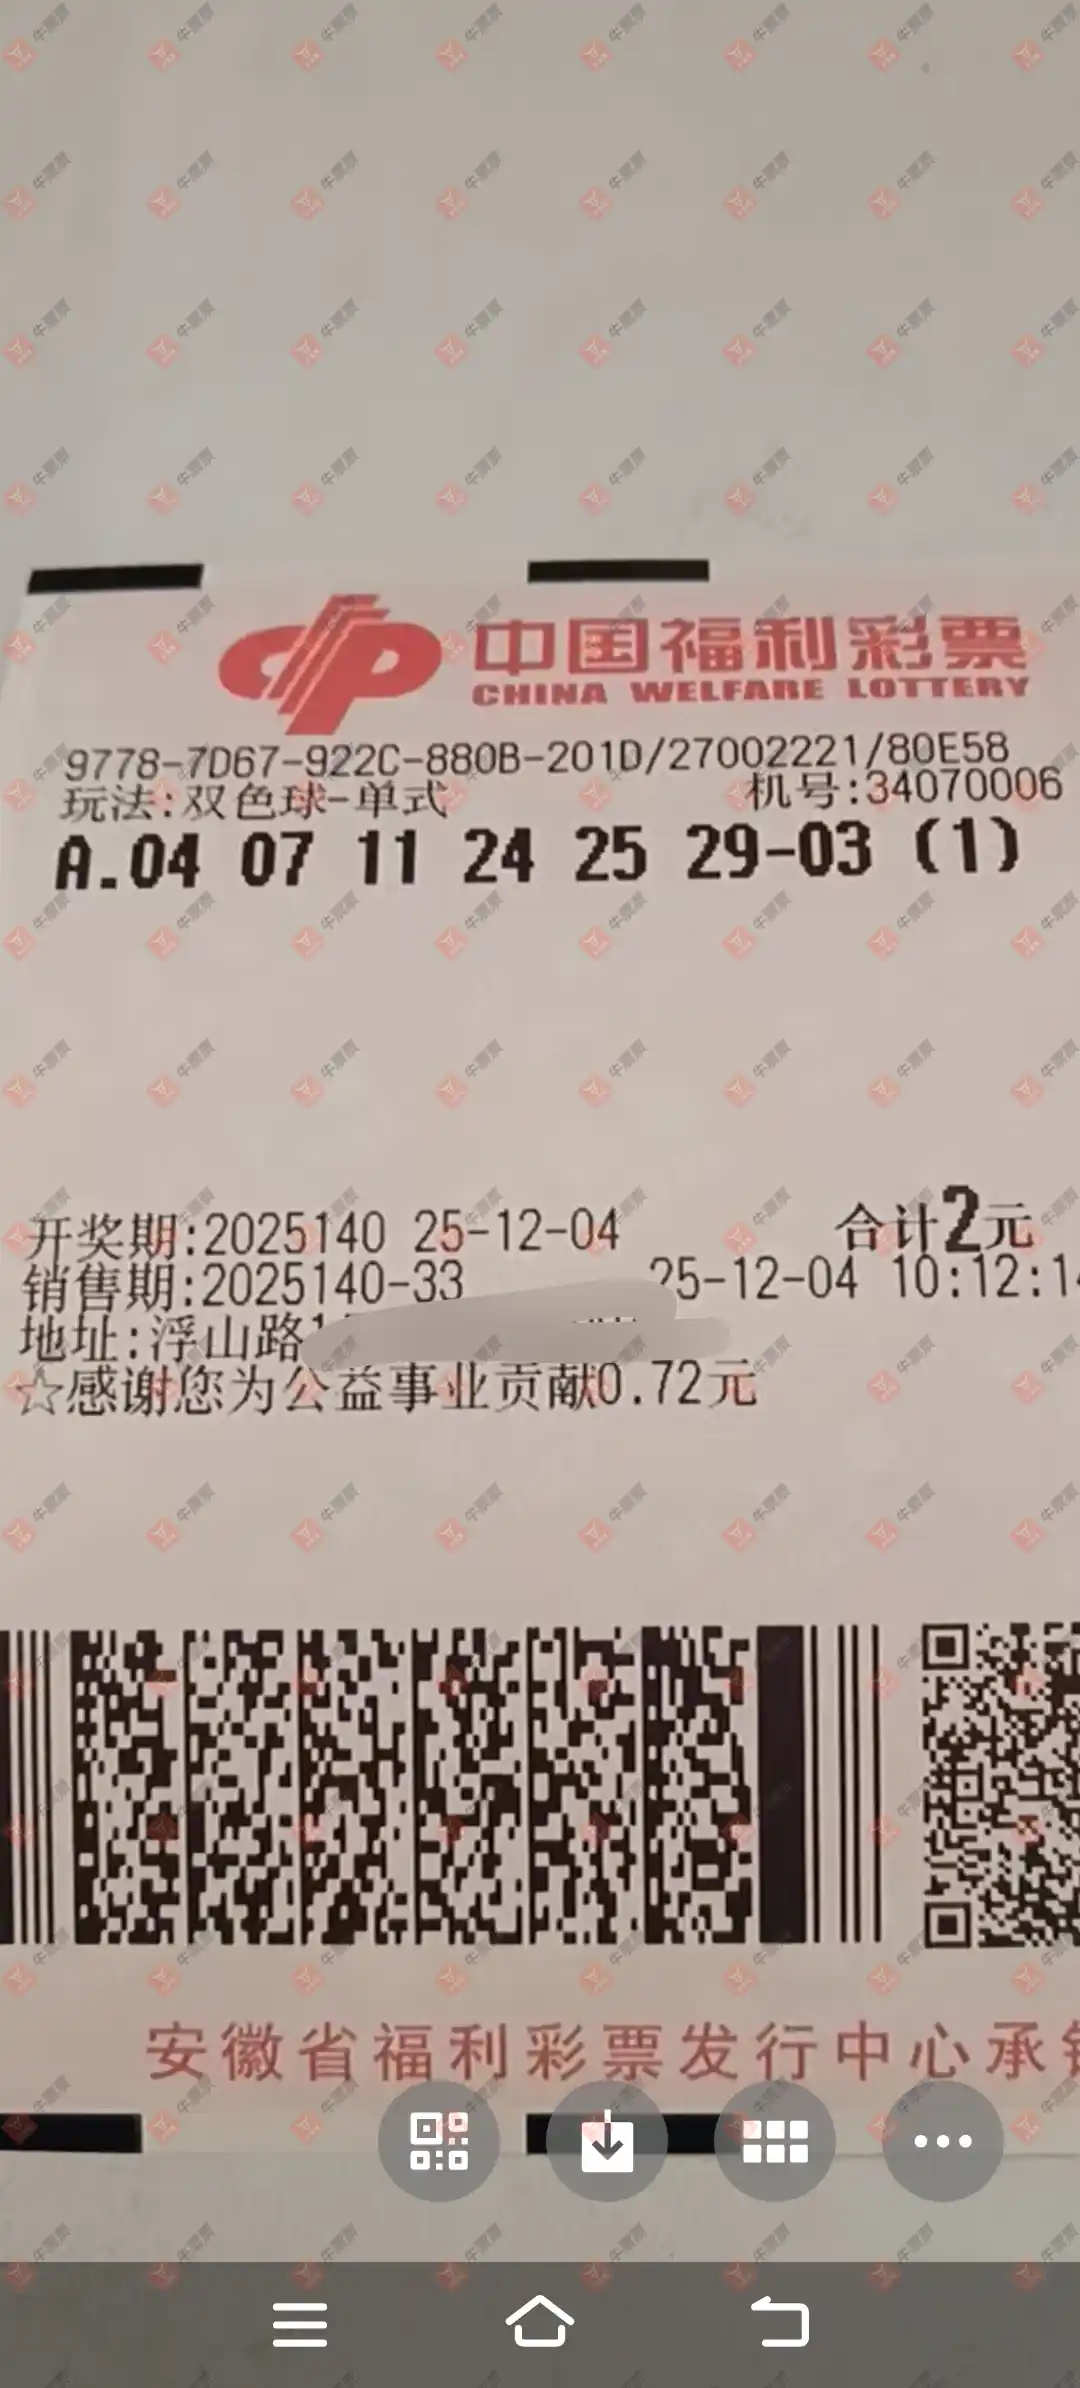 中国福利彩票
CHINA WELFARE LOTTERY
9778-7D67-922C-880B-201D/27002221/80E58
玩法:双色球-单式 机号:34070006
A.04 07 11 24 25 29-03 (1)
开奖期:2025140 25-12-04 合计2元
销售期:2025140-33 25-12-04 10:12:1
地址:浮山路1
☆感谢您为公益事业贡献0.72元
安徽省福利彩票发行中心承